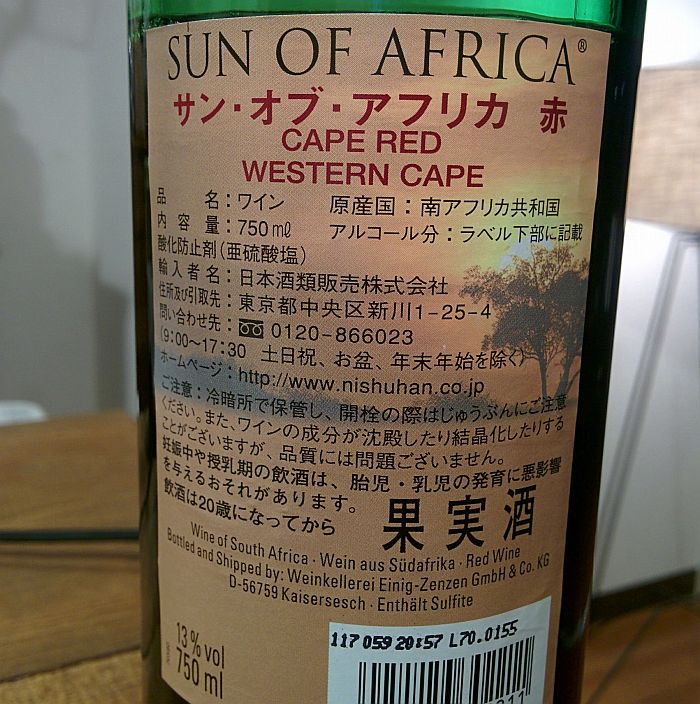 SUN OF AFRICA®
サン・オブ・アフリカ 赤
CAPE RED
WESTERN CAPE
品 名：ワイン 原産国：南アフリカ共和国
内 容 量：750mℓ アルコール分：ラベル下部に記載
酸化防止剤（亜硫酸塩）
輸入者名：日本酒類販売株式会社
住所及び引取先：東京都中央区新川1-25-4
問い合わせ先： 0120-866023
(9:00～17:30 土日祝、お盆、年末年始を除く)
ホームページ：http://www.nishuhan.co.jp
ご注意：冷暗所で保管し、開栓の際はじゅうぶんにご注意
ください。また、ワインの成分が沈殿したり結晶化したりする
ことがございますが、品質には問題ございません。
妊娠中や授乳期の飲酒は、胎児・乳児の発育に悪影響
を与えるおそれがあります。
飲酒は20歳になってから
果実酒
Wine of South Africa · Wein aus Südafrika · Red Wine
Bottled and Shipped by: Weinkellerei Einig-Zenzen GmbH & Co. KG
D-56759 Kaisersesch · Enthält Sulfite
13% vol
750 ml
117 059 20:57 L70.0155